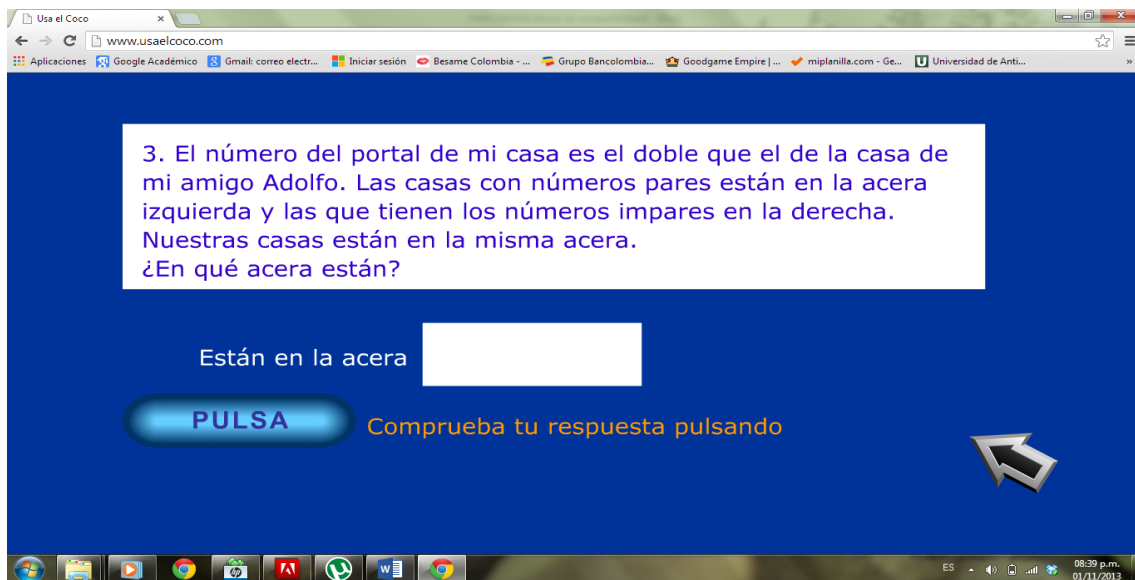 Usa el Coco
www.usaelcoco.com
Aplicaciones Google Académico Gmail: correo electr... Iniciar sesión Besame Colombia - ... Grupo Bancolombia... Goodgame Empire | ... miplanilla.com - Ge... Universidad de Anti... »
3. El número del portal de mi casa es el doble que el de la casa de
mi amigo Adolfo. Las casas con números pares están en la acera
izquierda y las que tienen los números impares en la derecha.
Nuestras casas están en la misma acera.
¿En qué acera están?
Están en la acera
PULSA
Comprueba tu respuesta pulsando
ES
08:39 p.m.
01/11/2013